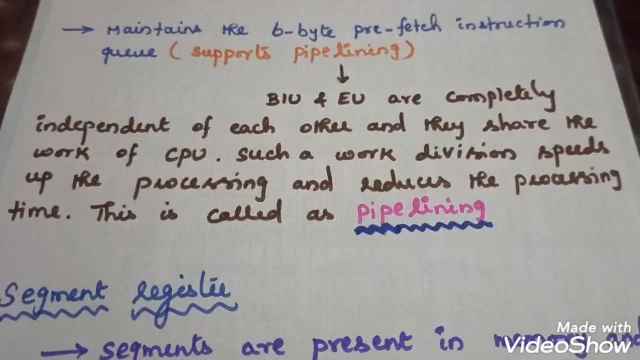 → Maintains the 6-byte pre-fetch instruction
queue (supports pipelining)
↓
BIU & EU are completely
independent of each other and they share the
work of CPU. Such a work division speeds
up the processing and reduces the processing
time. This is called as pipelining
Segment register
→ segments are present in memory and
Made with
VideoShow